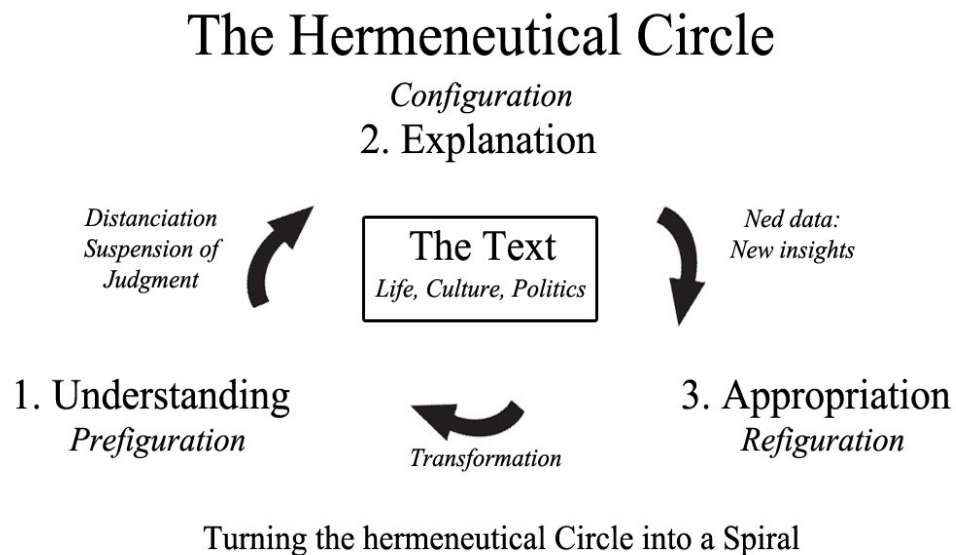 The Hermeneutical Circle
Configuration
2. Explanation
Distanciation
Suspension of
Judgment
The Text
Life, Culture, Politics
Ned data:
New insights
1. Understanding
Prefiguration
Transformation
3. Appropriation
Refiguration
Turning the hermeneutical Circle into a Spiral